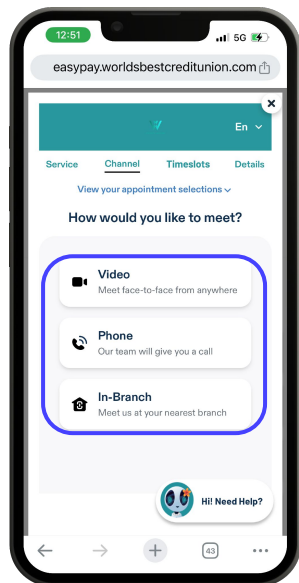 12:51
5G
easypay.worldsbestcreditunion.com
En
Service Channel Timeslots Details
View your appointment selections
How would you like to meet?
Video
Meet face-to-face from anywhere
Phone
Our team will give you a call
In-Branch
Meet us at your nearest branch
Hi! Need Help?
43